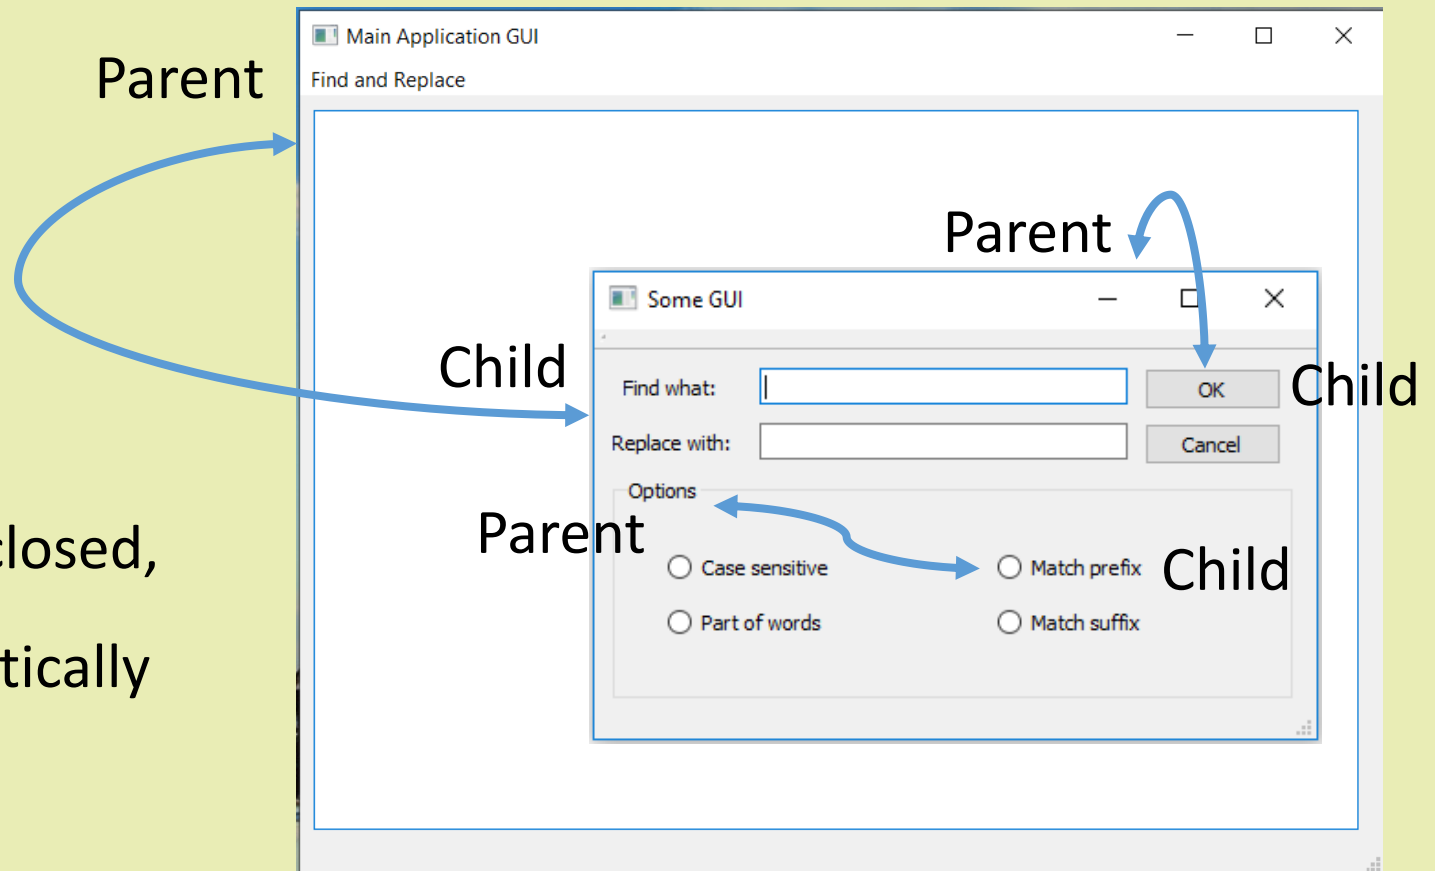 Main Application GUI
Parent
Find and Replace
Parent
Some GUI
Child
Find what:
OK
Child
Replace with:
Cancel
Options
Parent
closed,
Case sensitive
Match prefix
Child
Part of words
Match suffix
tically